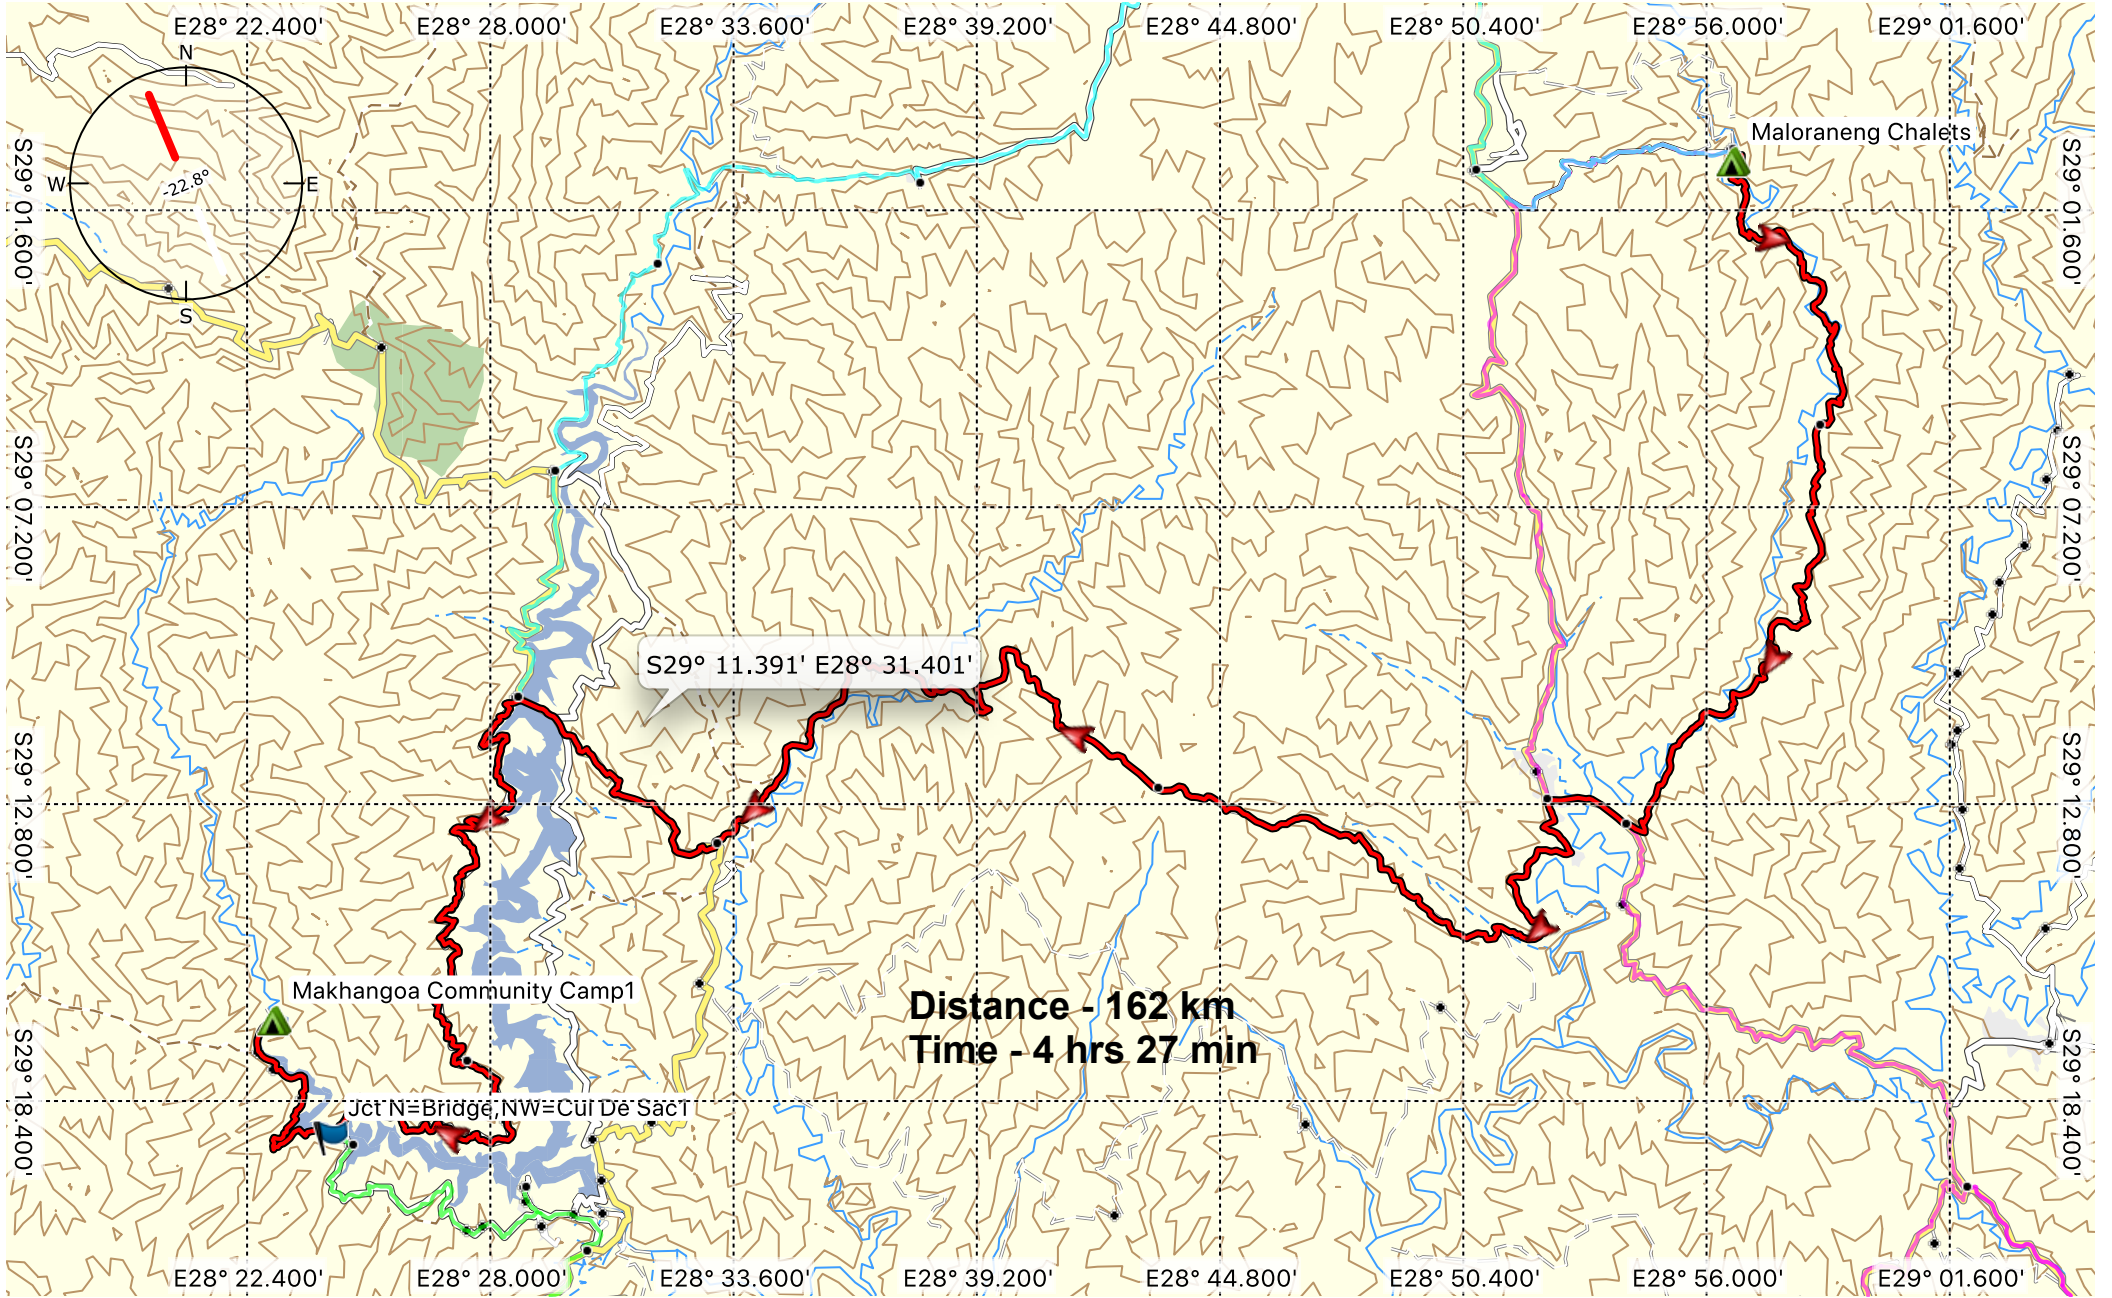 E28° 22.400' E28° 28.000' E28° 33.600' E28° 39.200' E28° 44.800' E28° 50.400' E28° 56.000' E29° 01.600'
N
W E
-22.8°
S
Maloraneng Chalets
S29° 01.600' S29° 01.600'
S29° 07.200' S29° 07.200'
S29° 11.391' E28° 31.401'
S29° 12.800' S29° 12.800'
Makhangoa Community Camp1
Distance - 162 km
Time - 4 hrs 27 min
Jct N=Bridge,NW=Cul De Sac1
S29° 18.400' S29° 18.400'
E28° 22.400' E28° 28.000' E28° 33.600' E28° 39.200' E28° 44.800' E28° 50.400' E28° 56.000' E29° 01.600'